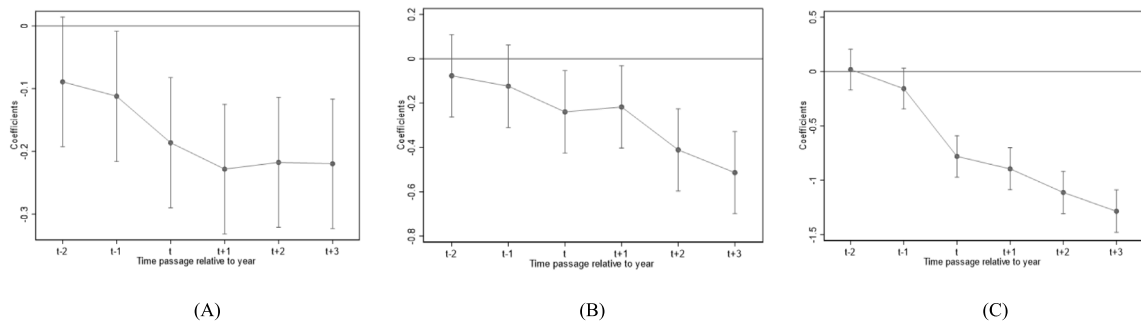 0
-0.1
-0.2
-0.3
Coefficients
t-2 t-1 t t+1 t+2 t+3
Time passage relative to year
(A)
0.2
0
-0.2
-0.4
-0.6
-0.8
Coefficients
t-2 t-1 t t+1 t+2 t+3
Time passage relative to year
(B)
0.5
0
-0.5
-1
-1.5
Coefficients
t-2 t-1 t t+1 t+2 t+3
Time passage relative to year
(C)